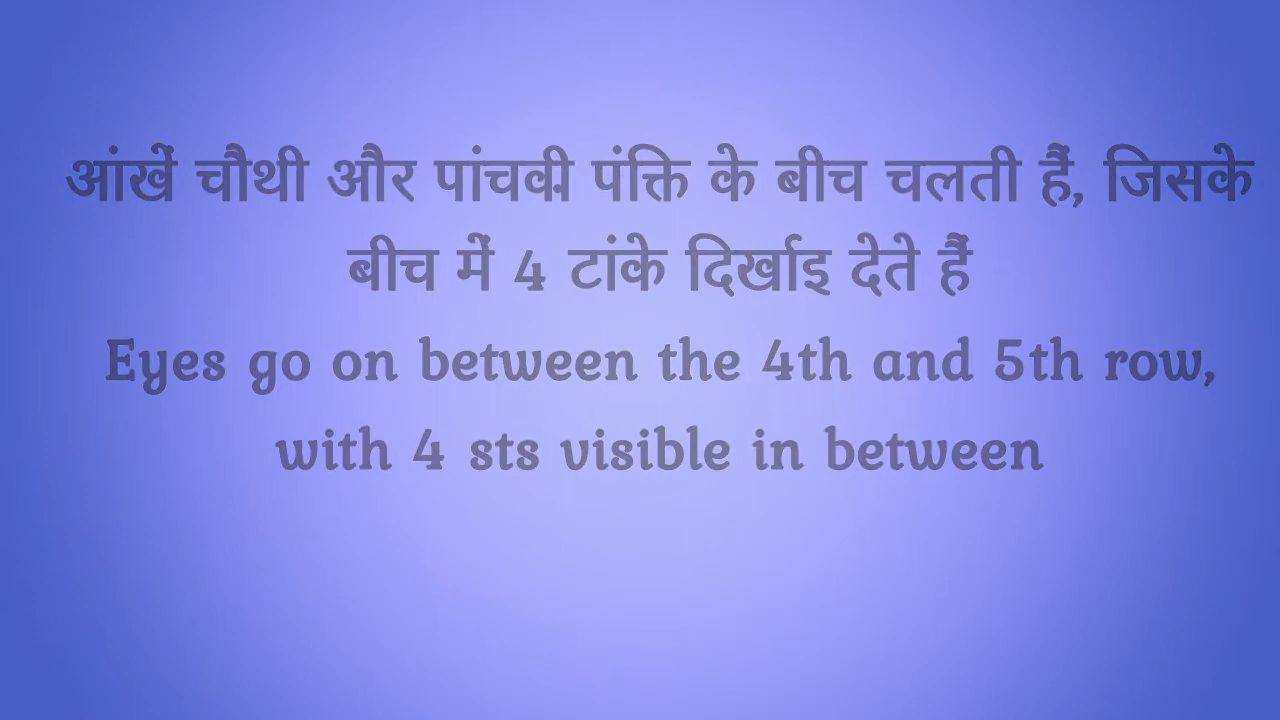 आंखें चौथी और पांचवी पंक्ति के बीच चलती हैं, जिसके
बीच में 4 टांके दिर्खाइ देते हैं
Eyes go on between the 4th and 5th row,
with 4 sts visible in between